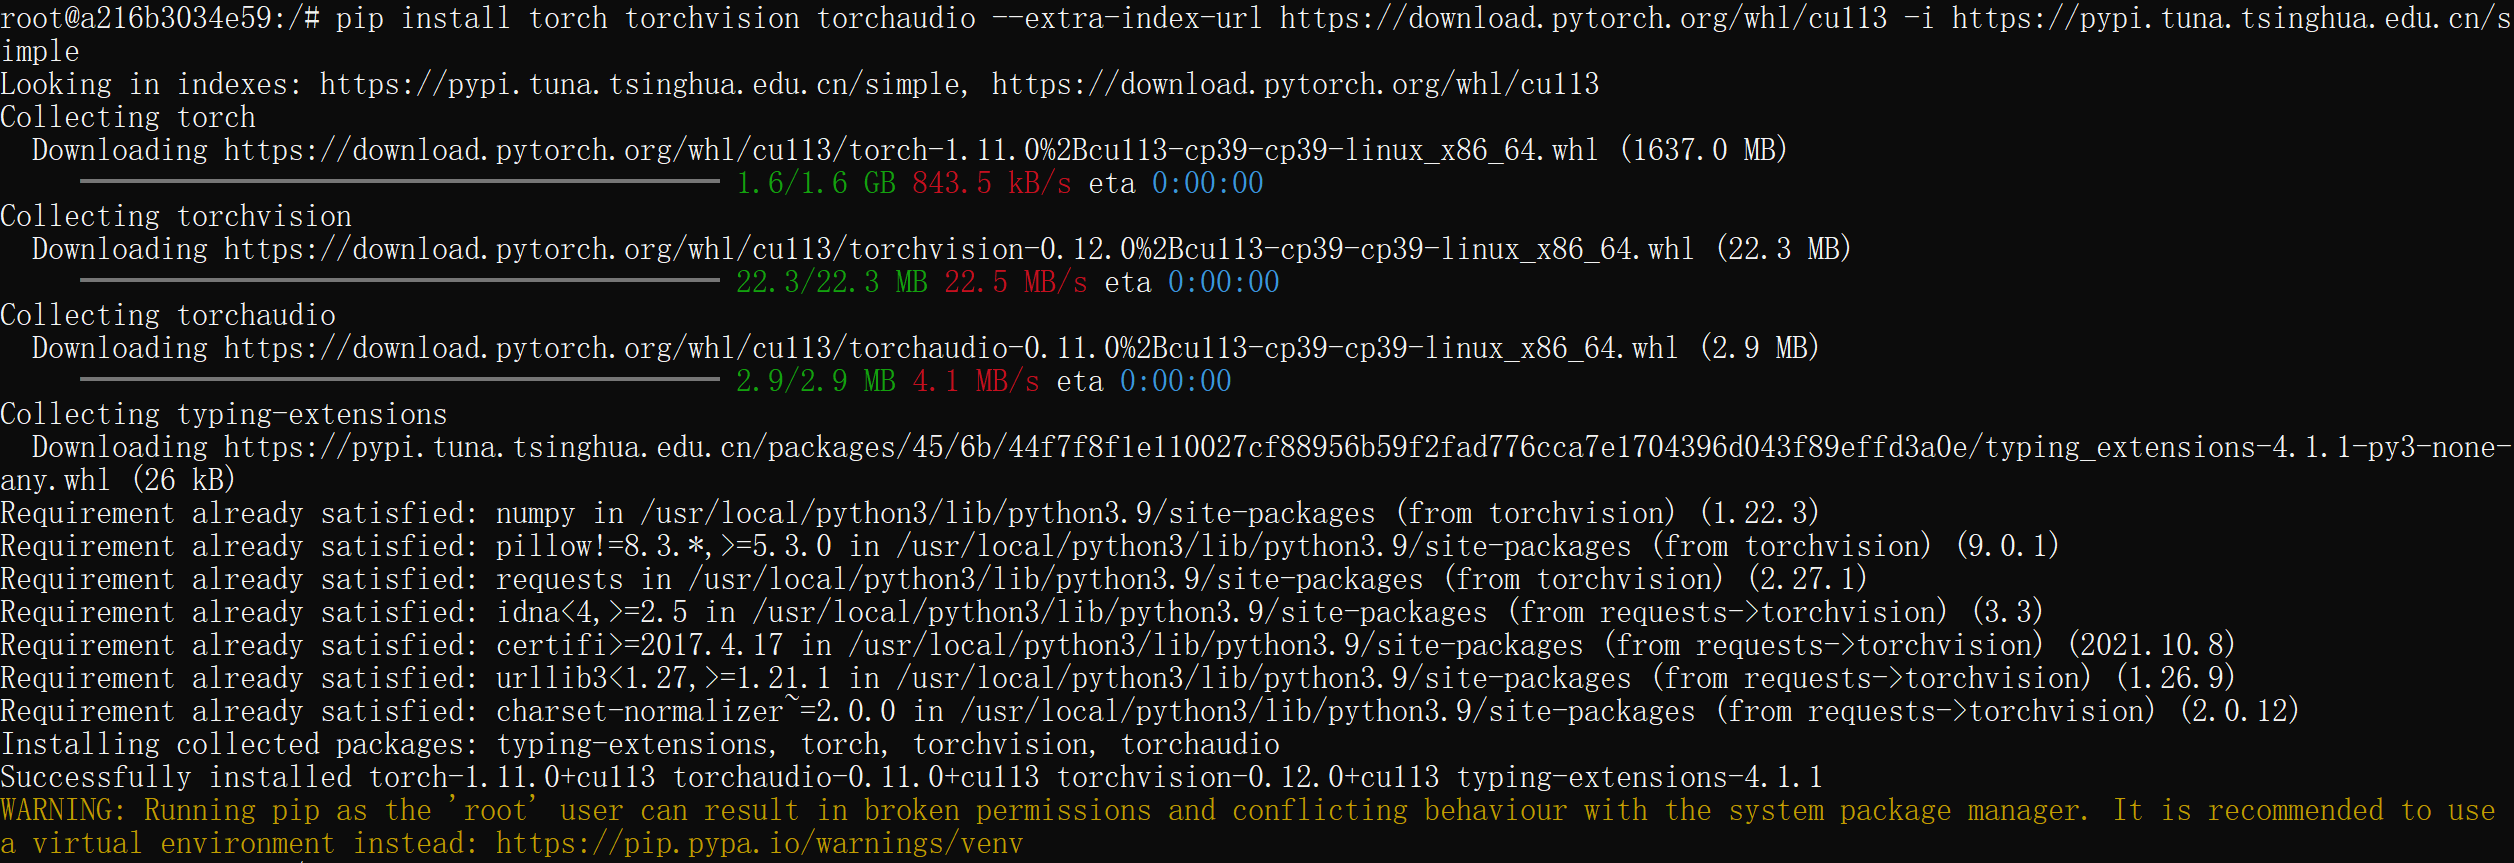 root@a216b3034e59:/# pip install torch torchvision torchaudio --extra-index-url https://download.pytorch.org/whl/cu113 -i https://pypi.tuna.tsinghua.edu.cn/s
imple
Looking in indexes: https://pypi.tuna.tsinghua.edu.cn/simple, https://download.pytorch.org/whl/cu113
Collecting torch
  Downloading https://download.pytorch.org/whl/cu113/torch-1.11.0%2Bcu113-cp39-cp39-linux_x86_64.whl (1637.0 MB)
1.6/1.6 GB 843.5 kB/s eta 0:00:00
Collecting torchvision
  Downloading https://download.pytorch.org/whl/cu113/torchvision-0.12.0%2Bcu113-cp39-cp39-linux_x86_64.whl (22.3 MB)
22.3/22.3 MB 22.5 MB/s eta 0:00:00
Collecting torchaudio
  Downloading https://download.pytorch.org/whl/cu113/torchaudio-0.11.0%2Bcu113-cp39-cp39-linux_x86_64.whl (2.9 MB)
2.9/2.9 MB 4.1 MB/s eta 0:00:00
Collecting typing-extensions
  Downloading https://pypi.tuna.tsinghua.edu.cn/packages/45/6b/44f7f8f1e110027cf88956b59f2fad776cca7e1704396d043f89effd3a0e/typing_extensions-4.1.1-py3-none-
any.whl (26 kB)
Requirement already satisfied: numpy in /usr/local/python3/lib/python3.9/site-packages (from torchvision) (1.22.3)
Requirement already satisfied: pillow!=8.3.*,>=5.3.0 in /usr/local/python3/lib/python3.9/site-packages (from torchvision) (9.0.1)
Requirement already satisfied: requests in /usr/local/python3/lib/python3.9/site-packages (from torchvision) (2.27.1)
Requirement already satisfied: idna<4,>=2.5 in /usr/local/python3/lib/python3.9/site-packages (from requests->torchvision) (3.3)
Requirement already satisfied: certifi>=2017.4.17 in /usr/local/python3/lib/python3.9/site-packages (from requests->torchvision) (2021.10.8)
Requirement already satisfied: urllib3<1.27,>=1.21.1 in /usr/local/python3/lib/python3.9/site-packages (from requests->torchvision) (1.26.9)
Requirement already satisfied: charset-normalizer~=2.0.0 in /usr/local/python3/lib/python3.9/site-packages (from requests->torchvision) (2.0.12)
Installing collected packages: typing-extensions, torch, torchvision, torchaudio
Successfully installed torch-1.11.0+cu113 torchaudio-0.11.0+cu113 torchvision-0.12.0+cu113 typing-extensions-4.1.1
WARNING: Running pip as the 'root' user can result in broken permissions and conflicting behaviour with the system package manager. It is recommended to use
a virtual environment instead: https://pip.pypa.io/warnings/venv